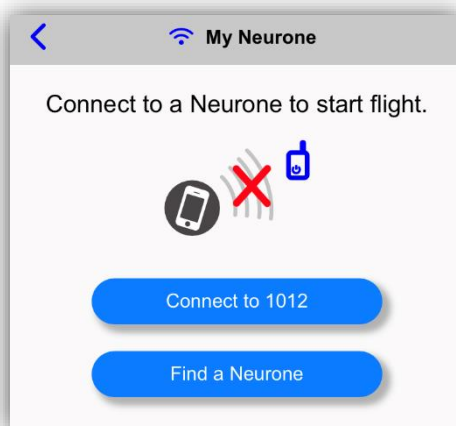 My Neurone
Connect to a Neurone to start flight.
Connect to 1012
Find a Neurone